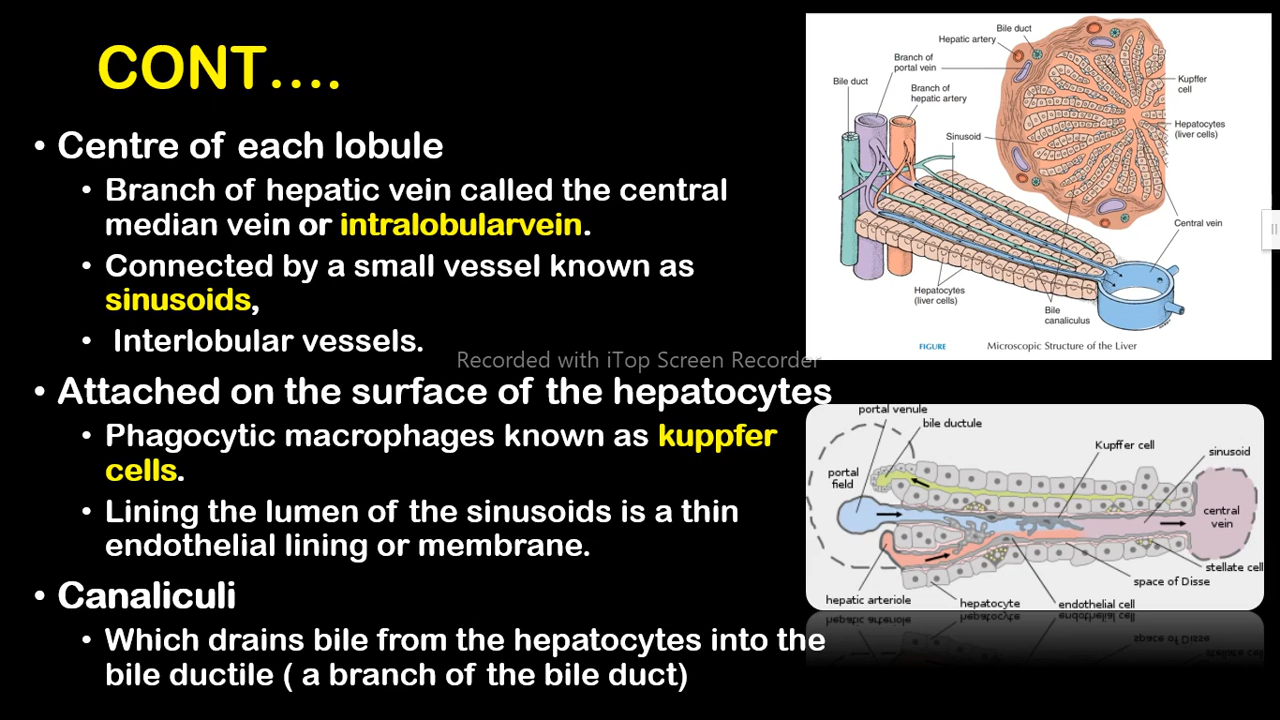 CONT....
• Centre of each lobule
• Branch of hepatic vein called the central
median vein or intralobularvein.
• Connected by a small vessel known as
sinusoids,
• Interlobular vessels.
Recorded with iTop Screen Recorder
• Attached on the surface of the hepatocytes
• Phagocytic macrophages known as kuppfer
cells.
• Lining the lumen of the sinusoids is a thin
endothelial lining or membrane.
• Canaliculi
• Which drains bile from the hepatocytes into the
bile ductile ( a branch of the bile duct)
Bile duct
Hepatic artery
Branch of
portal vein
Bile duct
Branch of
hepatic artery
Kupffer
cell
Sinusoid
Hepatocytes
(liver cells)
Central vein
Hepatocytes
(liver cells)
Bile
canaliculus
FIGURE Microscopic Structure of the Liver
portal venule
bile ductule
Kupffer cell
sinusoid
portal
field
central
vein
stellate cell
space of Disse
hepatic arteriole
hepatocyte
endothelial cell